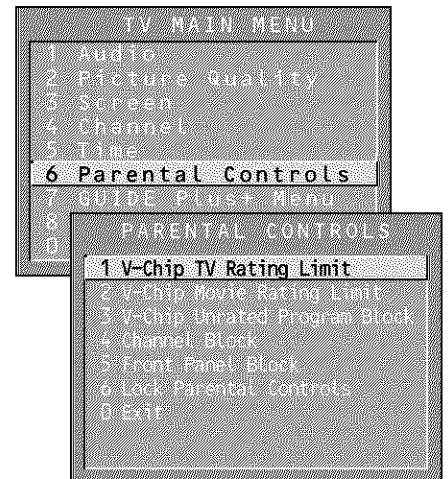 TV MAIN MENU
1 Audio
2 Picture Quality
3 Screen
4 Channel
5 Time
6 Parental Controls
7 GUIDE Plus+ Menu
8
0
PARENTAL CONTROLS
1 V-Chip TV Rating Limit
2 V-Chip Movie Rating Limit
3 V-Chip Unrated Program Block
4 Channel Block
5 Front Panel Block
6 Lock Parental Controls
0 Exit